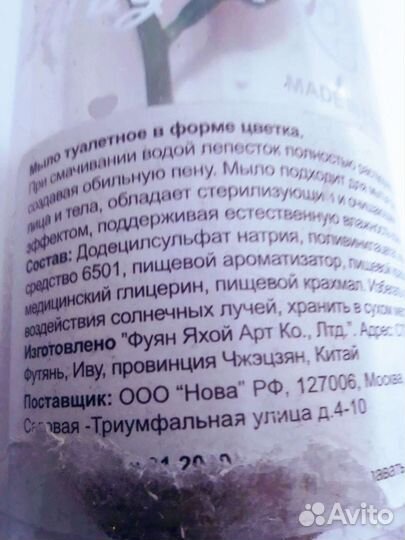 MADE
Мыло туалетное в форме цветка.
При смачивании водой лепесток полностью
создавая обильную пену. Мыло подходит для
лица и тела, обладает стерилизующим и
эффектом, поддерживая естественную
Состав: Додецилсульфат натрия,
средство 6501, пищевой ароматизатор, пищевой
медицинский глицерин, пищевой крахмал. Избегать
воздействия солнечных лучей, хранить в сухом
Изготовлено "Фуян Яхой Арт Ко., Лтд.". Адрес:
Футянь, Иву, провинция Чжэцзян, Китай
Поставщик: ООО "Нова" РФ, 127006, Москва
Садовая -Триумфальная улица д.4-10
Avito